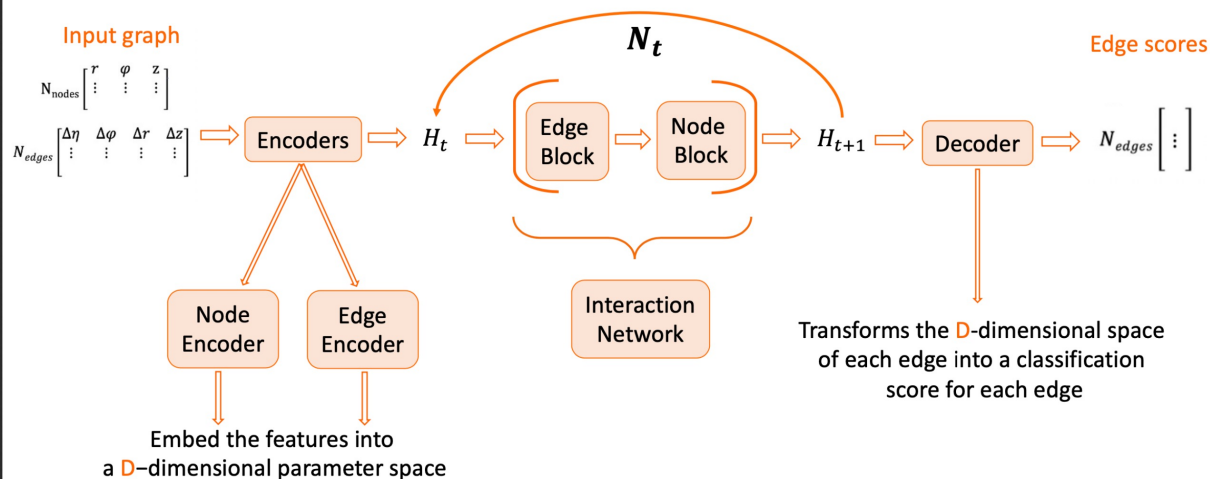 Input graph
N_nodes [ r φ z
⋮ ⋮ ⋮ ]
N_edges [ Δη Δφ Δr Δz
⋮ ⋮ ⋮ ⋮ ]
Encoders
H_t
N_t
Edge
Block
Node
Block
H_{t+1}
Decoder
Edge scores
N_edges [ ⋮ ]
Node
Encoder
Edge
Encoder
Interaction
Network
Transforms the D-dimensional space
of each edge into a classification
score for each edge
Embed the features into
a D–dimensional parameter space